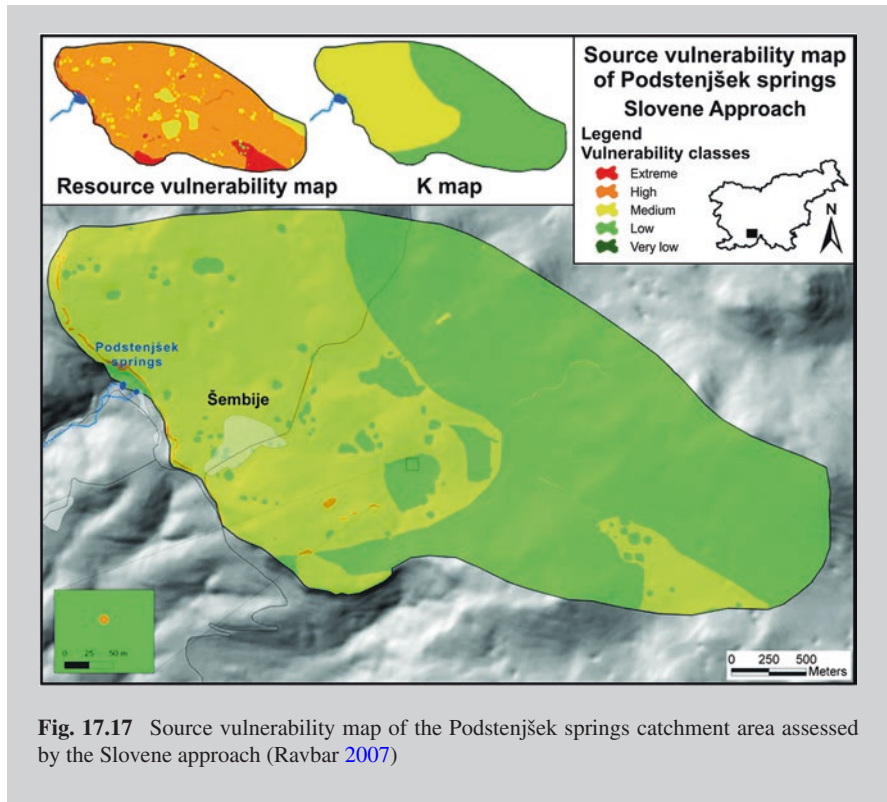 Source vulnerability map
of Podstenjšek springs
Slovene Approach
Legend
Vulnerability classes
Extreme
High
Medium
Low
Very low
N
Resource vulnerability map
K map
Podstenjšek
springs
Šembije
0 25 50 m
0 250 500
Meters
Fig. 17.17 Source vulnerability map of the Podstenjšek springs catchment area assessed
by the Slovene approach (Ravbar 2007)